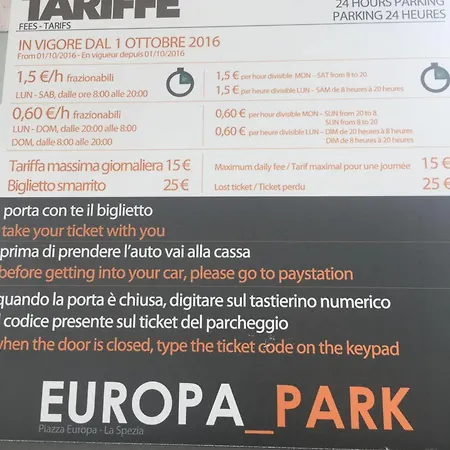 TARIFFE
24 HOURS PARKING
FEES - TARIFS
PARKING 24 HEURES
IN VIGORE DAL 1 OTTOBRE 2016
From 01/10/2016 - En vigueur depuis 01/10/2016
1,5 €/h frazionabili
LUN - SAB, dalle ore 8:00 alle 20:00
1,5 € per hour divisible MON – SAT from 8 to 20
1,5 € per heure divisible LUN – SAM de 8 heures à 20 heures
0,60 €/h frazionabili
LUN - DOM, dalle 20:00 alle 8:00
DOM, dalle 8:00 alle 20:00
0,60 € per hour divisible MON – SUN from 20 to 8
SUN from 8 to 20
0,60 € per heure divisible LUN – DIM de 20 heures à 8 heures
DIM de 8 heures à 20 heures
Tariffa massima giornaliera 15 €
Biglietto smarrito 25 €
Maximum daily fee / Tarif maximal pour une journée 15 €
Lost ticket / Ticket perdu 25 €
porta con te il biglietto
take your ticket with you
prima di prendere l'auto vai alla cassa
before getting into your car, please go to paystation
quando la porta è chiusa, digitare sul tastierino numerico
l codice presente sul ticket del parcheggio
when the door is closed, type the ticket code on the keypad
EUROPA_PARK
Piazza Europa - La Spezia